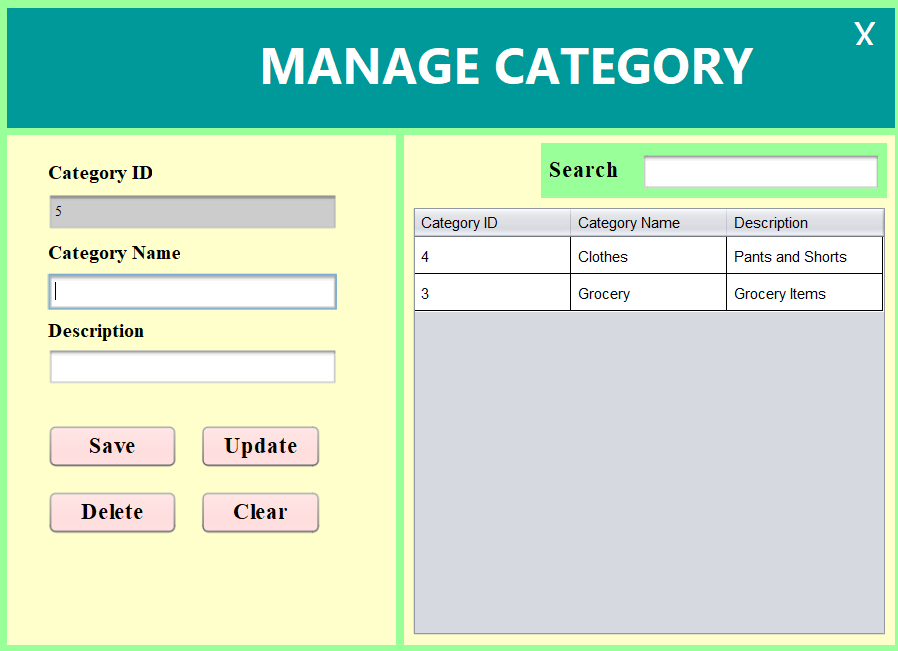 X
MANAGE CATEGORY
Category ID
5
Category Name
Description
Save Update
Delete Clear
Search
Category ID Category Name Description
4 Clothes Pants and Shorts
3 Grocery Grocery Items